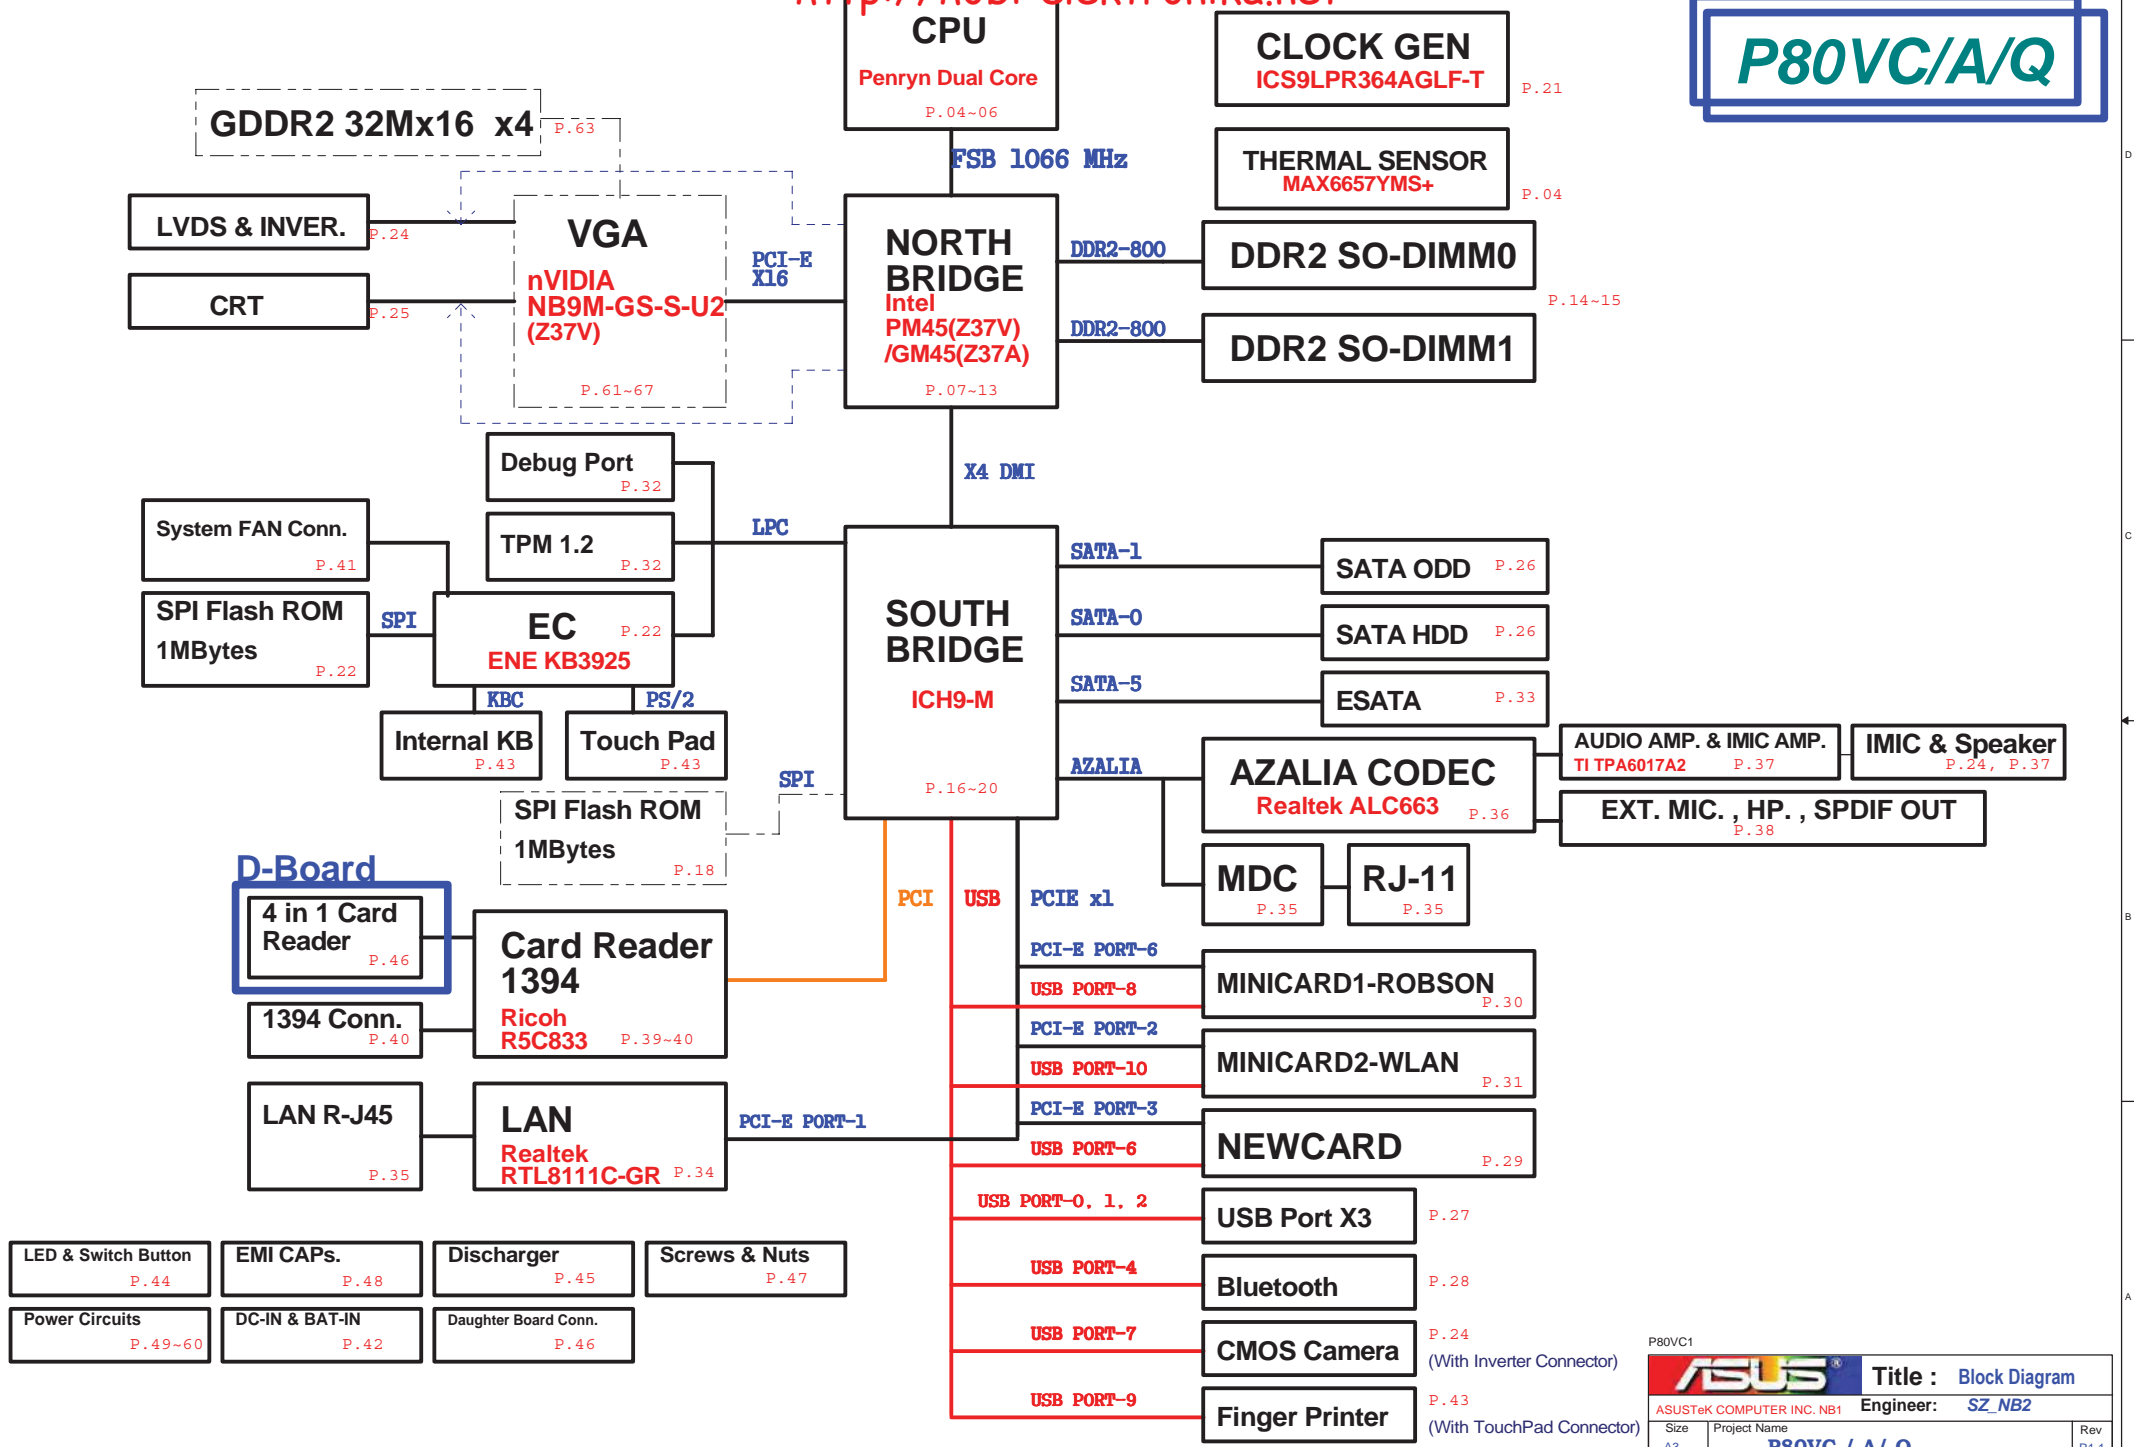 CPU
Penryn Dual Core
P.04~06
CLOCK GEN
ICS9LPR364AGLF-T
P.21
P80VC/A/Q
GDDR2 32Mx16 x4
P.63
FSB 1066 MHz
THERMAL SENSOR
MAX6657YMS+
P.04
D
LVDS & INVER.
P.24
CRT
P.25
VGA
nVIDIA
NB9M-GS-S-U2
(Z37V)
P.61~67
PCI-E
X16
NORTH
BRIDGE
Intel
PM45(Z37V)
/GM45(Z37A)
P.07~13
DDR2-800
DDR2 SO-DIMM0
P.14~15
DDR2-800
DDR2 SO-DIMM1
X4 DMI
Debug Port
P.32
TPM 1.2
P.32
LPC
System FAN Conn.
P.41
SPI Flash ROM
1MBytes
P.22
SPI
EC
P.22
ENE KB3925
KBC
PS/2
Internal KB
P.43
Touch Pad
P.43
SPI
SPI Flash ROM
1MBytes
P.18
SOUTH
BRIDGE
ICH9-M
P.16~20
SATA-1
SATA ODD
P.26
SATA-0
SATA HDD
P.26
SATA-5
ESATA
P.33
C
AZALIA
AZALIA CODEC
Realtek ALC663
P.36
AUDIO AMP. & IMIC AMP.
TI TPA6017A2
P.37
IMIC & Speaker
P.24, P.37
EXT. MIC. , HP. , SPDIF OUT
P.38
MDC
P.35
RJ-11
P.35
B
D-Board
4 in 1 Card
Reader
P.46
Card Reader
1394
Ricoh
R5C833
P.39~40
1394 Conn.
P.40
PCI
USB
PCIE x1
PCI-E PORT-6
USB PORT-8
MINICARD1-ROBSON
P.30
PCI-E PORT-2
USB PORT-10
MINICARD2-WLAN
P.31
PCI-E PORT-3
USB PORT-6
NEWCARD
P.29
LAN R-J45
P.35
LAN
Realtek
RTL8111C-GR
P.34
PCI-E PORT-1
USB PORT-0, 1, 2
USB Port X3
P.27
USB PORT-4
Bluetooth
P.28
USB PORT-7
CMOS Camera
P.24
(With Inverter Connector)
USB PORT-9
Finger Printer
P.43
(With TouchPad Connector)
A
LED & Switch Button
P.44
EMI CAPs.
P.48
Discharger
P.45
Screws & Nuts
P.47
Power Circuits
P.49~60
DC-IN & BAT-IN
P.42
Daughter Board Conn.
P.46
P80VC1
ASUS®
Title : Block Diagram
ASUSTeK COMPUTER INC. NB1
Engineer: SZ_NB2
Size
Project Name
Rev